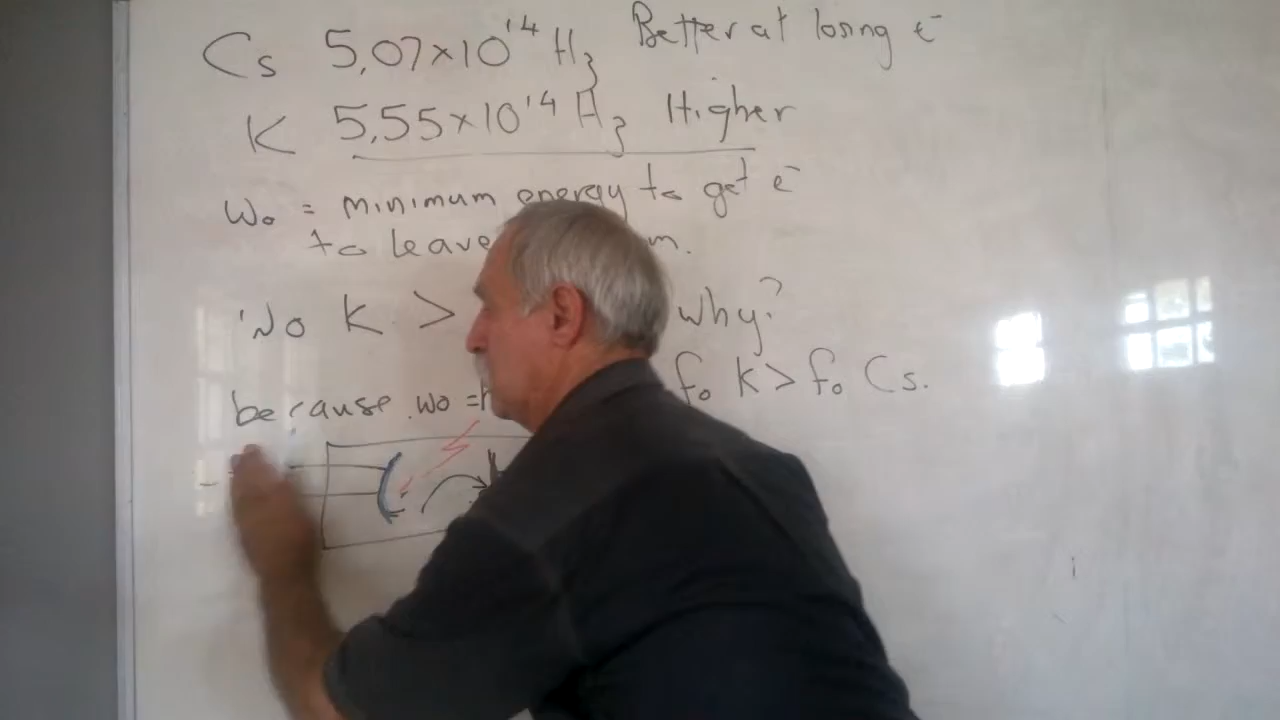 Cs 5,07×10¹⁴ Hz Better at losing e⁻
K 5,55×10¹⁴ Hz Higher
W₀ = minimum energy to get e⁻
to leave m.
W₀ K > why?
because W₀ = h f₀ K > f₀ Cs.